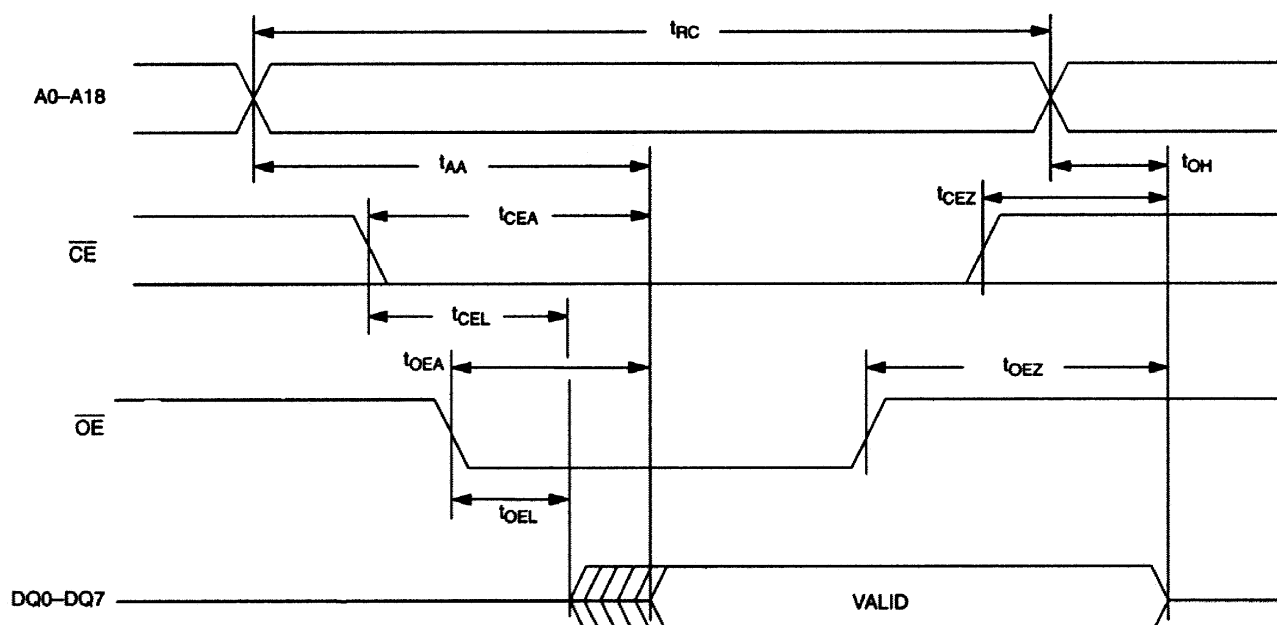 tRC
A0–A18
tAA
tOH
tCEZ
tCEA
CE
tCEL
tOEA
tOEZ
OE
tOEL
DQ0–DQ7
VALID